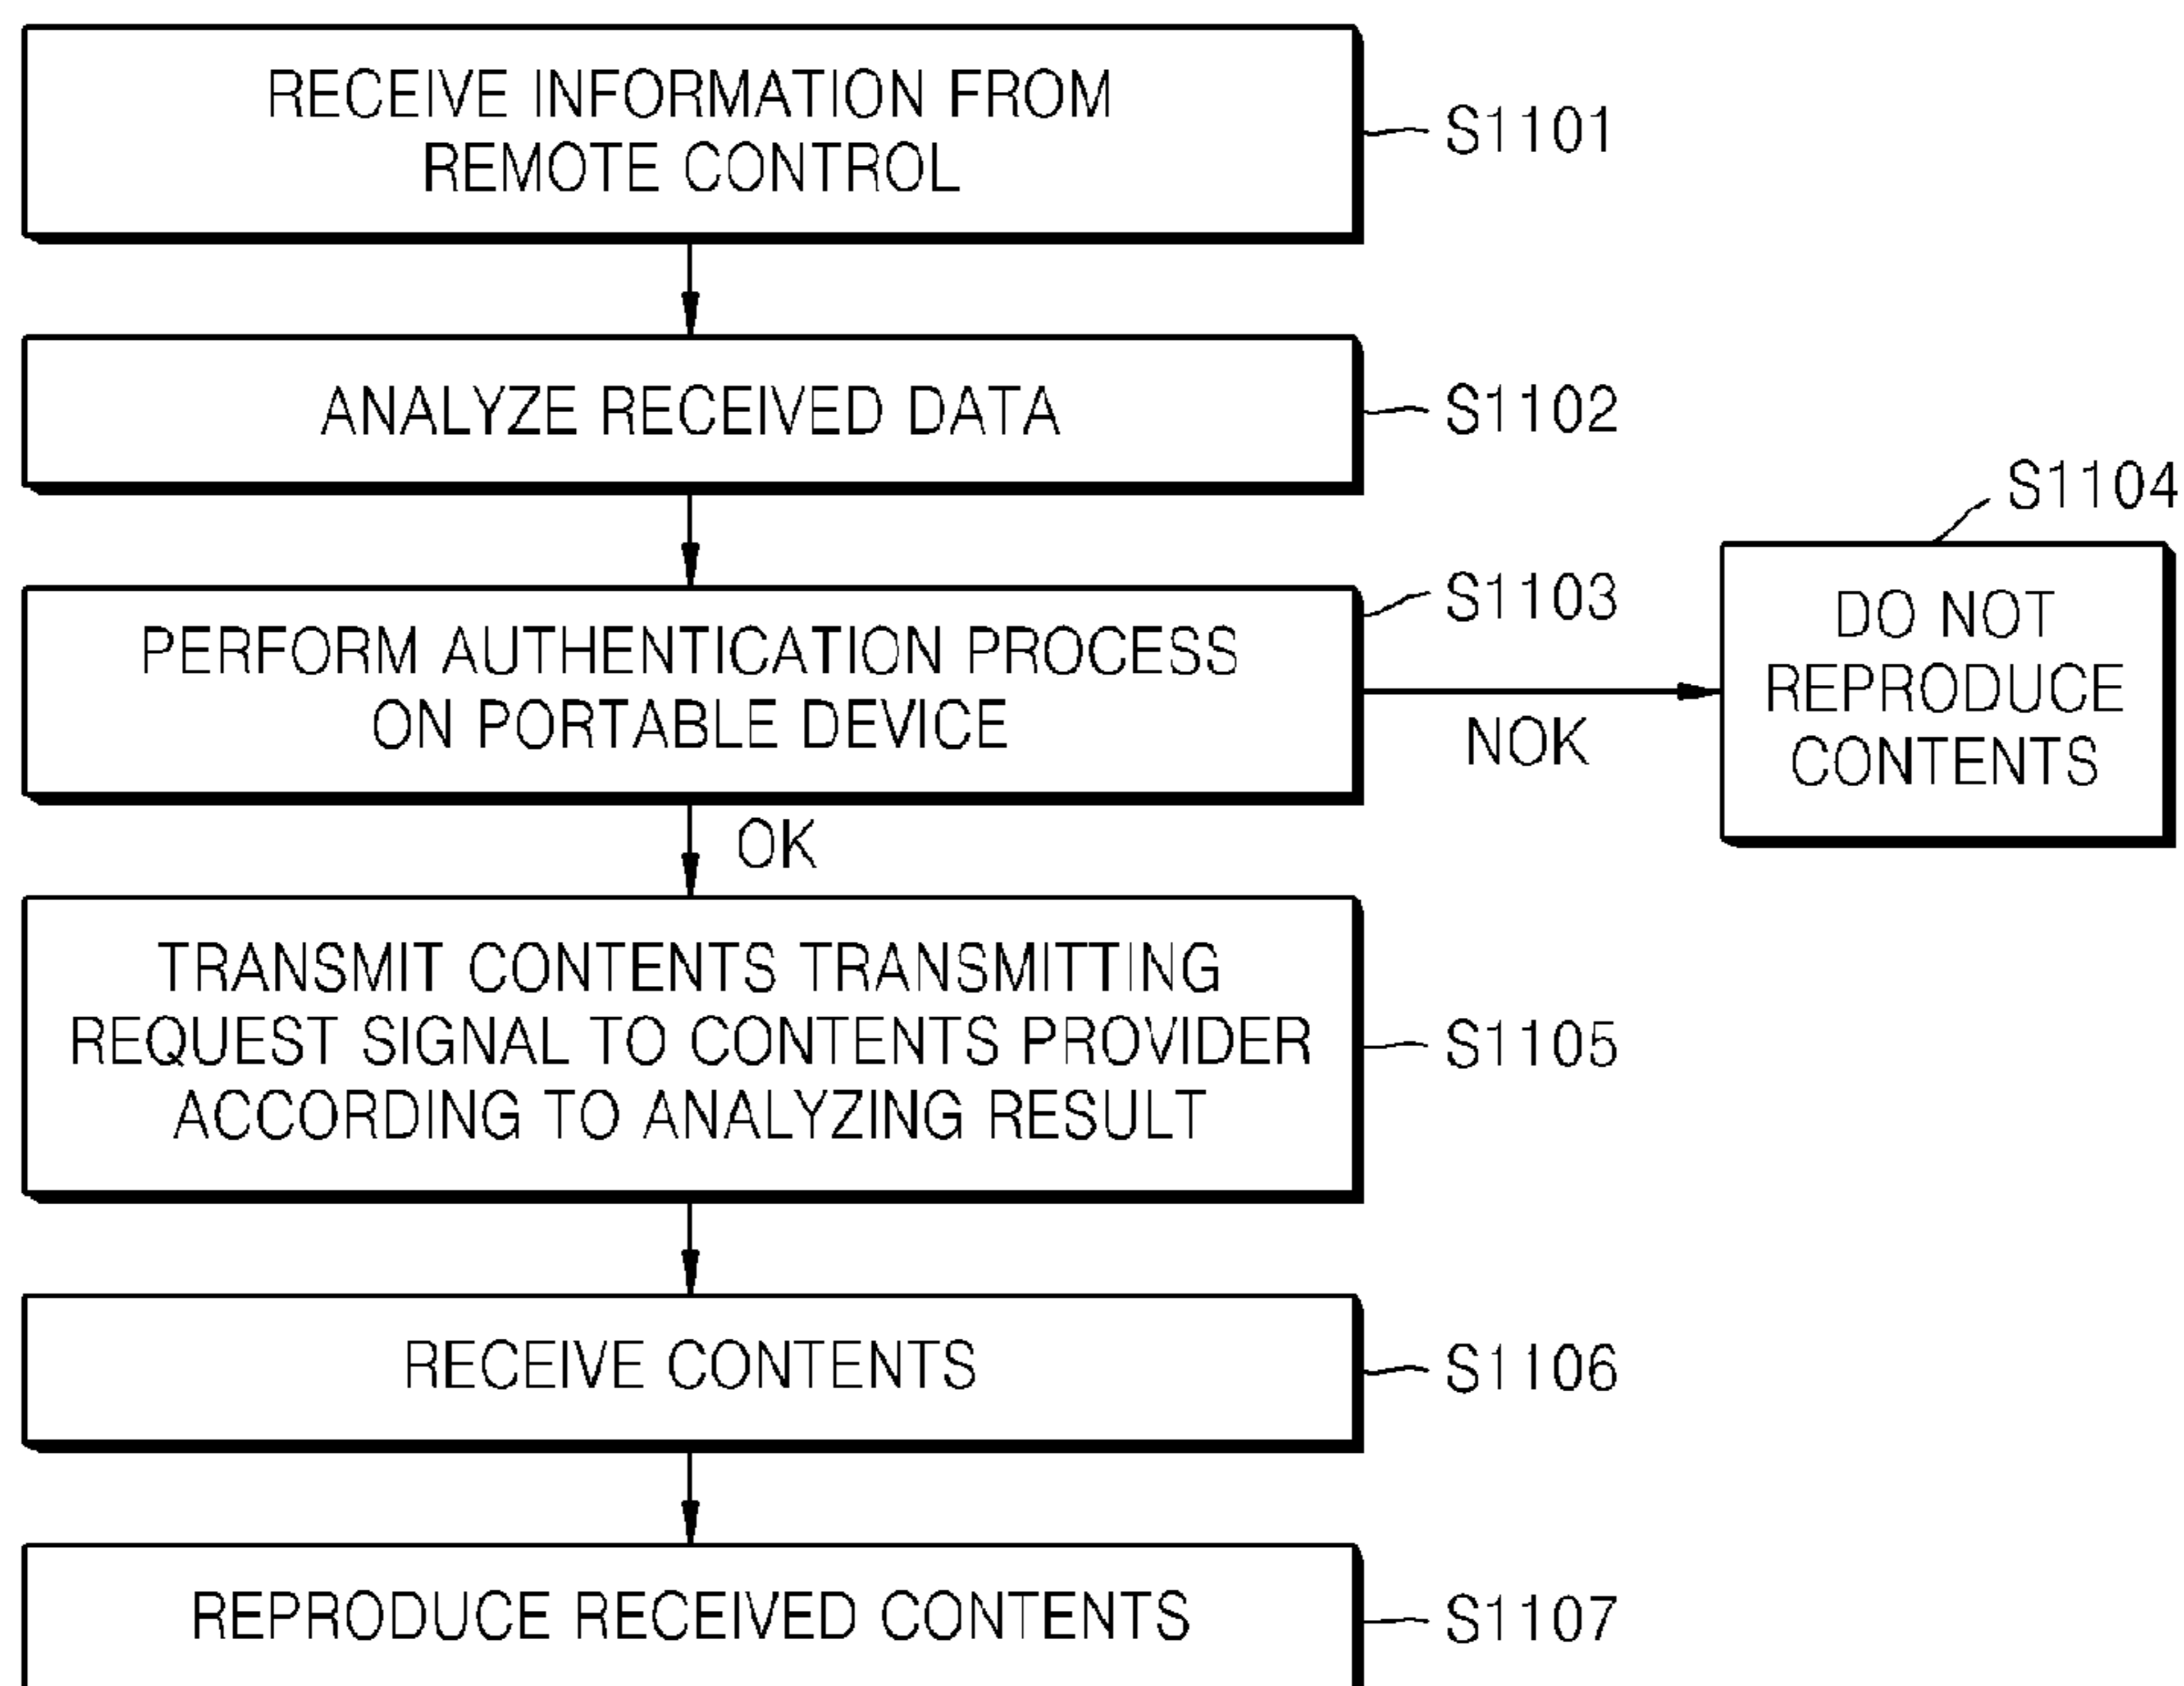 RECEIVE INFORMATION FROM
REMOTE CONTROL
S1101
ANALYZE RECEIVED DATA
S1102
PERFORM AUTHENTICATION PROCESS
ON PORTABLE DEVICE
S1103
NOK
S1104
DO NOT
REPRODUCE
CONTENTS
OK
TRANSMIT CONTENTS TRANSMITTING
REQUEST SIGNAL TO CONTENTS PROVIDER
ACCORDING TO ANALYZING RESULT
S1105
RECEIVE CONTENTS
S1106
REPRODUCE RECEIVED CONTENTS
S1107